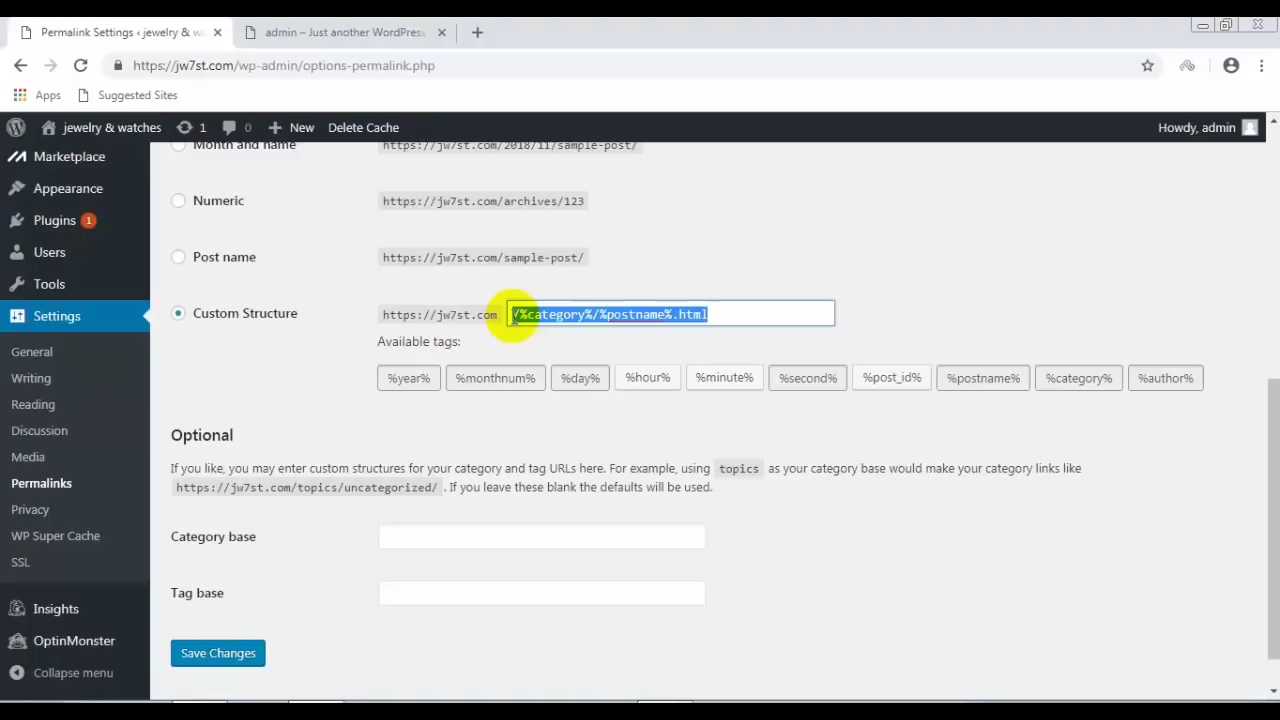 Permalink Settings ‹ jewelry & wa
admin – Just another WordPress
https://jw7st.com/wp-admin/options-permalink.php
Apps
Suggested Sites
jewelry & watches
1
0
New
Delete Cache
Howdy, admin
Marketplace
Appearance
Plugins 1
Users
Tools
Settings
General
Writing
Reading
Discussion
Media
Permalinks
Privacy
WP Super Cache
SSL
Insights
OptinMonster
Collapse menu
Month and name
https://jw7st.com/2018/11/sample-post/
Numeric
https://jw7st.com/archives/123
Post name
https://jw7st.com/sample-post/
Custom Structure
https://jw7st.com /%category%/%postname%.html
Available tags:
%year% %monthnum% %day% %hour% %minute% %second% %post_id% %postname% %category% %author%
Optional
If you like, you may enter custom structures for your category and tag URLs here. For example, using topics as your category base would make your category links like
https://jw7st.com/topics/uncategorized/ . If you leave these blank the defaults will be used.
Category base
Tag base
Save Changes